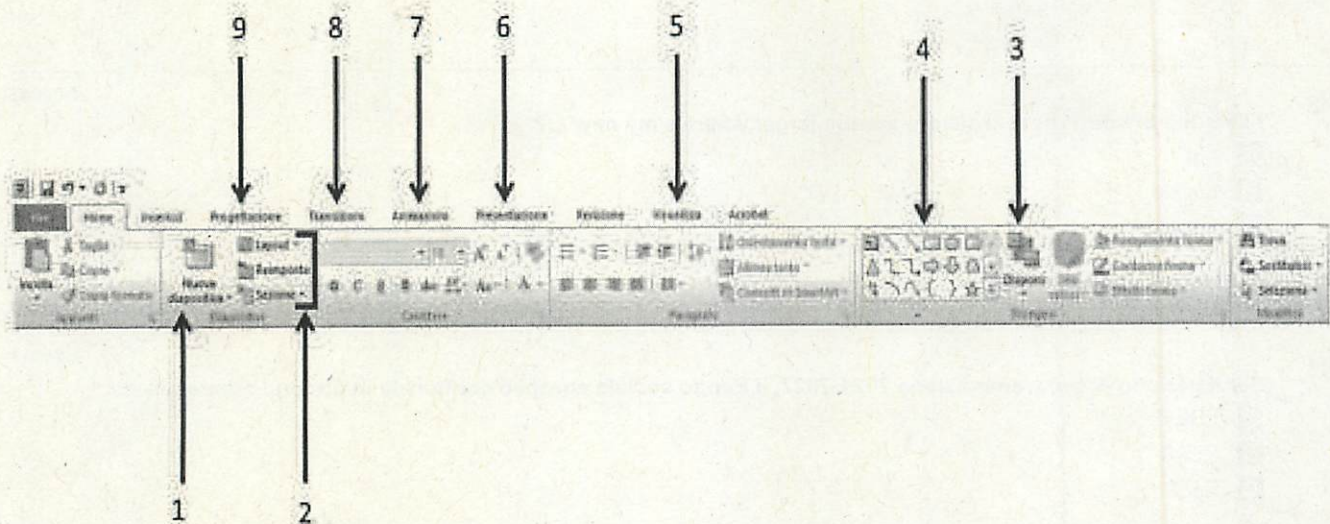 9 8 7 6 5 4 3
File Home Inserisci Progettazione Transizioni Animazioni Presentazione Revisione Visualizza Acrobat
Taglia Layout Orientamento testo Riempimento forma Trova
Copia Reimposta Allinea testo Disponi Contorno forma Sostituisci
Incolla Copia formato Nuova diapositiva Sezione Converti in SmartArt Effetti forma Seleziona
G C S S abc Aa A
Appunti Diapositive Carattere Paragrafo Disegno Modifica
1 2